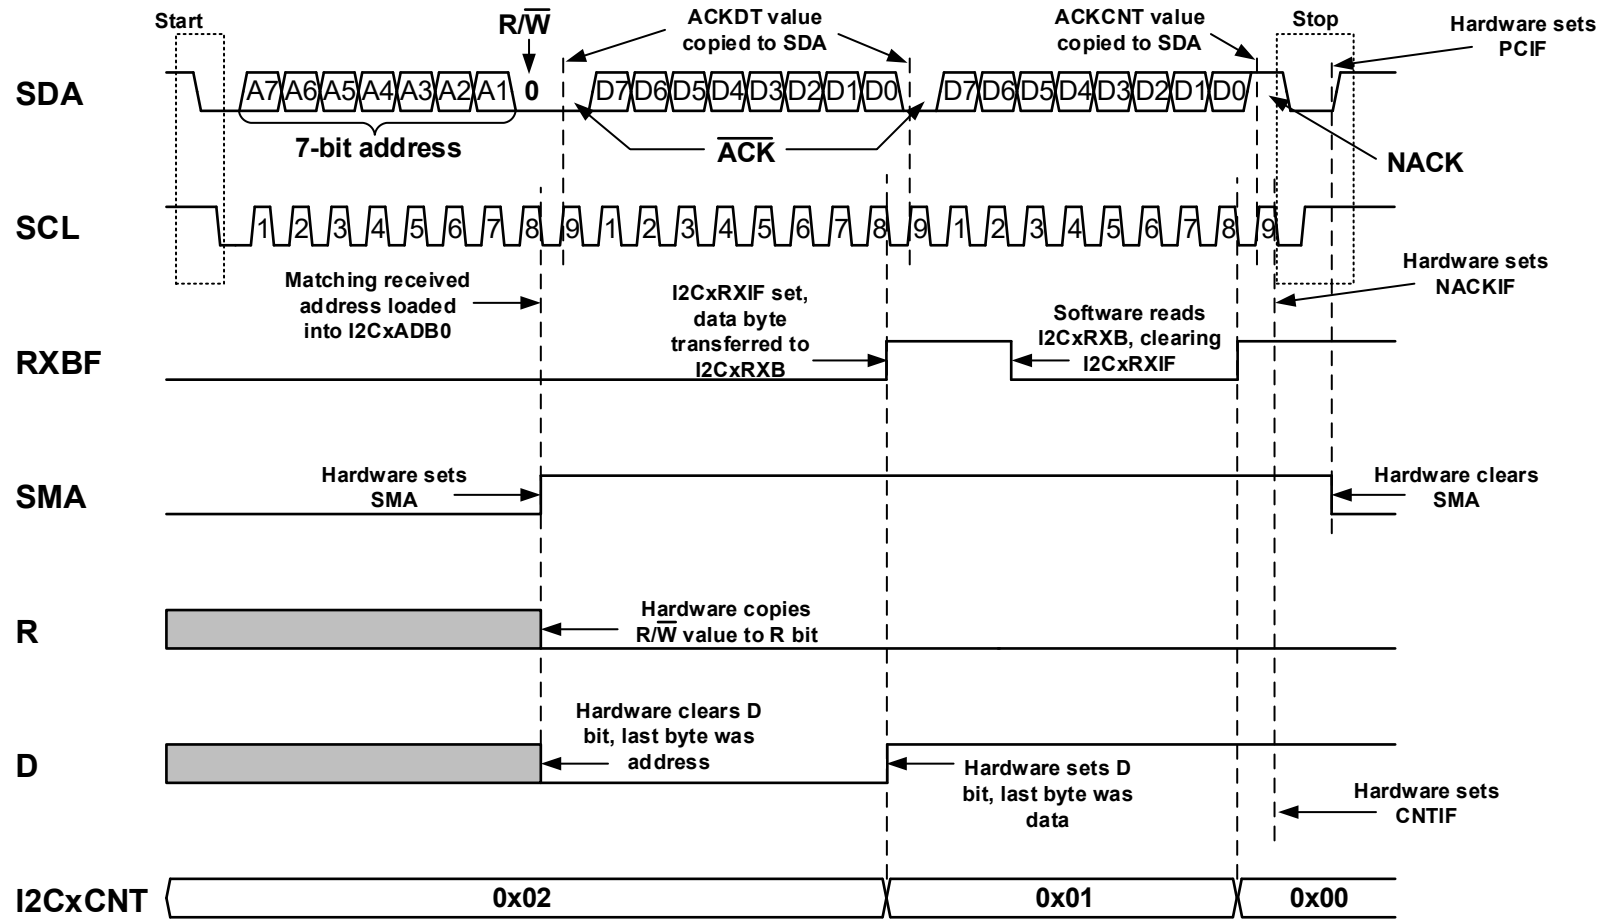 Start
R/W
ACKDT value
copied to SDA
ACKCNT value
copied to SDA
Stop
Hardware sets
PCIF
SDA
A7 A6 A5 A4 A3 A2 A1 0 D7 D6 D5 D4 D3 D2 D1 D0 D7 D6 D5 D4 D3 D2 D1 D0
7-bit address
ACK
NACK
SCL
1 2 3 4 5 6 7 8 9 1 2 3 4 5 6 7 8 9 1 2 3 4 5 6 7 8 9
Matching received
address loaded
into I2CxADB0
I2CxRXIF set,
data byte
transferred to
I2CxRXB
Software reads
I2CxRXB, clearing
I2CxRXIF
Hardware sets
NACKIF
RXBF
Hardware sets
SMA
SMA
Hardware clears
SMA
R
Hardware copies
R/W value to R bit
D
Hardware clears D
bit, last byte was
address
Hardware sets D
bit, last byte was
data
Hardware sets
CNTIF
I2CxCNT
0x02
0x01
0x00